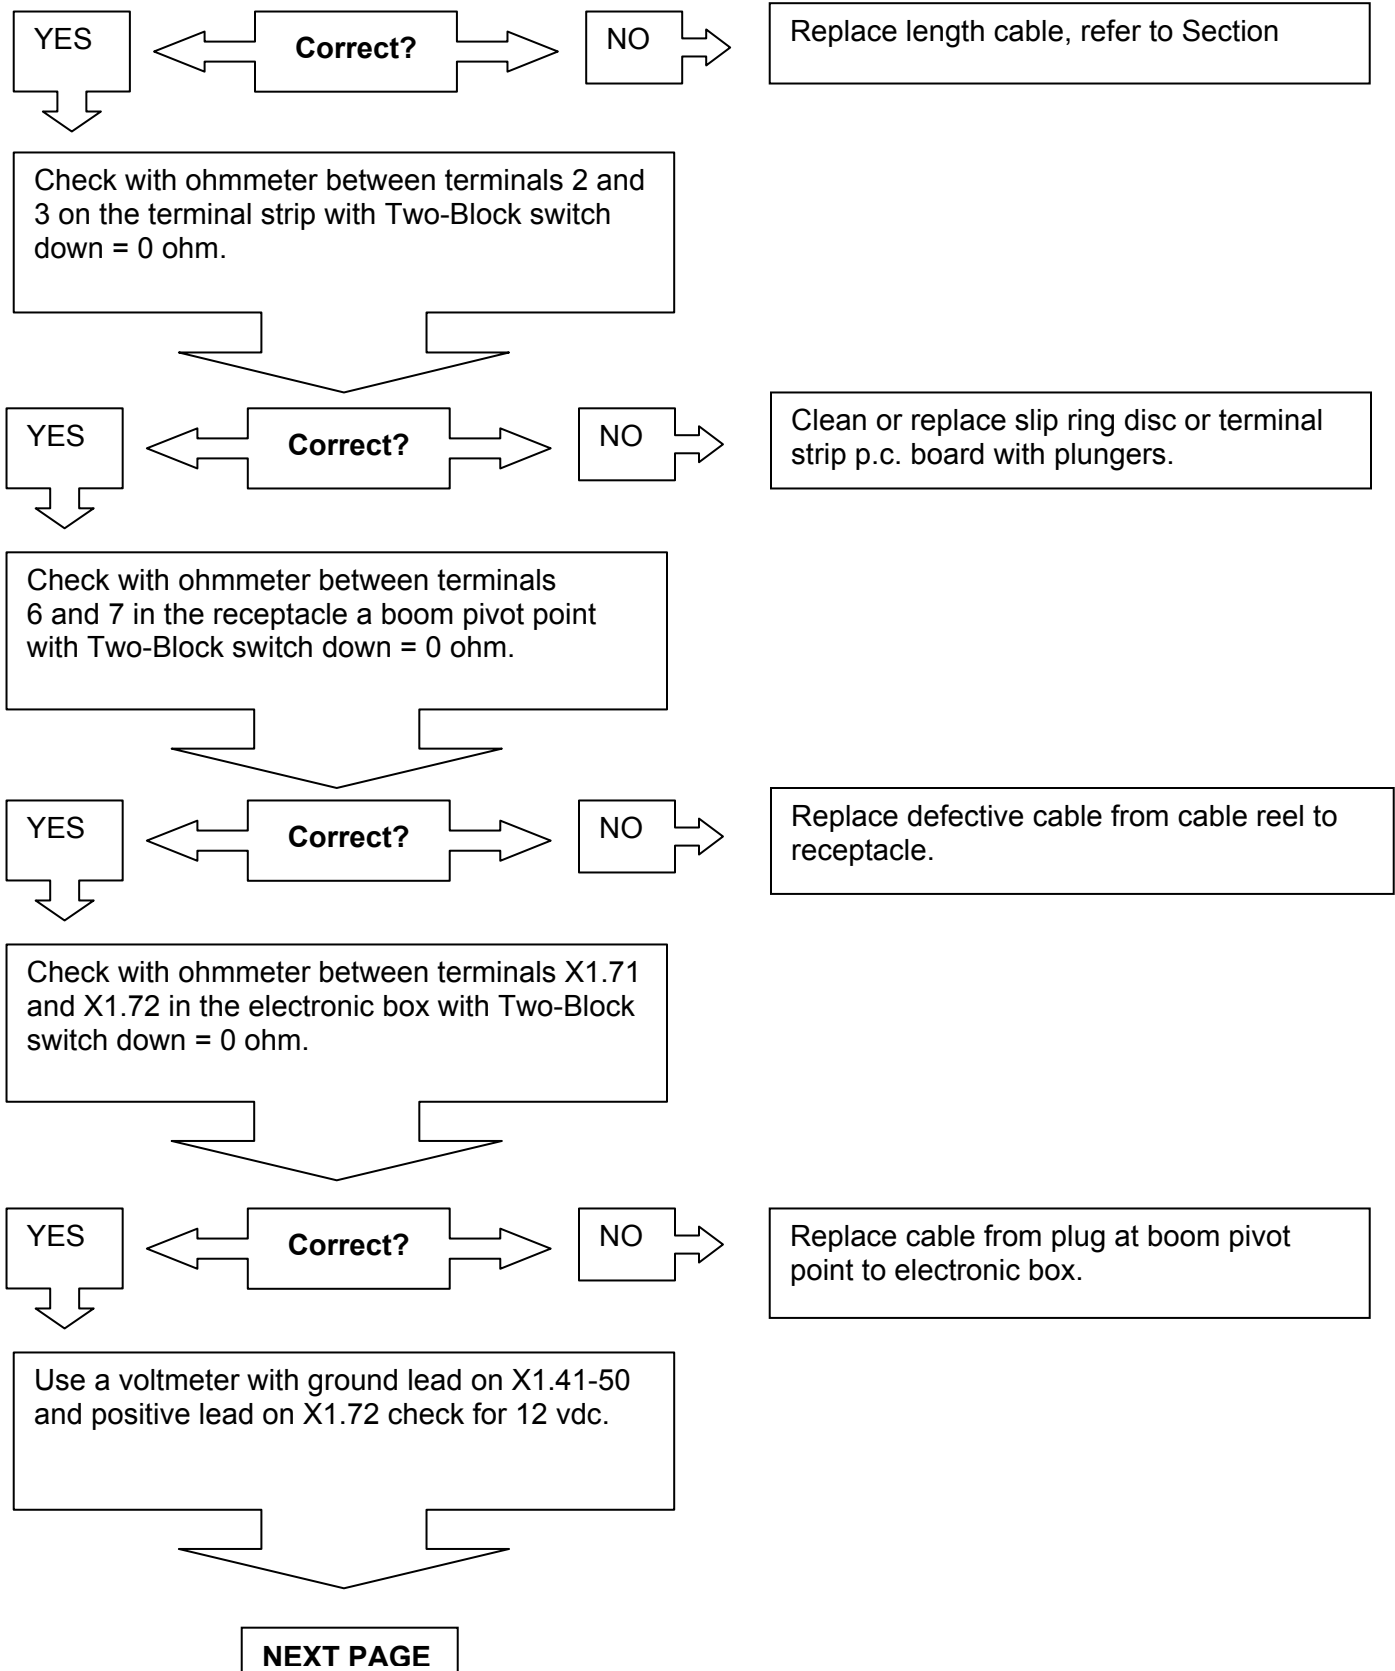 YES
Correct?
NO
Replace length cable, refer to Section
Check with ohmmeter between terminals 2 and
3 on the terminal strip with Two-Block switch
down = 0 ohm.
YES
Correct?
NO
Clean or replace slip ring disc or terminal
strip p.c. board with plungers.
Check with ohmmeter between terminals
6 and 7 in the receptacle a boom pivot point
with Two-Block switch down = 0 ohm.
YES
Correct?
NO
Replace defective cable from cable reel to
receptacle.
Check with ohmmeter between terminals X1.71
and X1.72 in the electronic box with Two-Block
switch down = 0 ohm.
YES
Correct?
NO
Replace cable from plug at boom pivot
point to electronic box.
Use a voltmeter with ground lead on X1.41-50
and positive lead on X1.72 check for 12 vdc.
NEXT PAGE